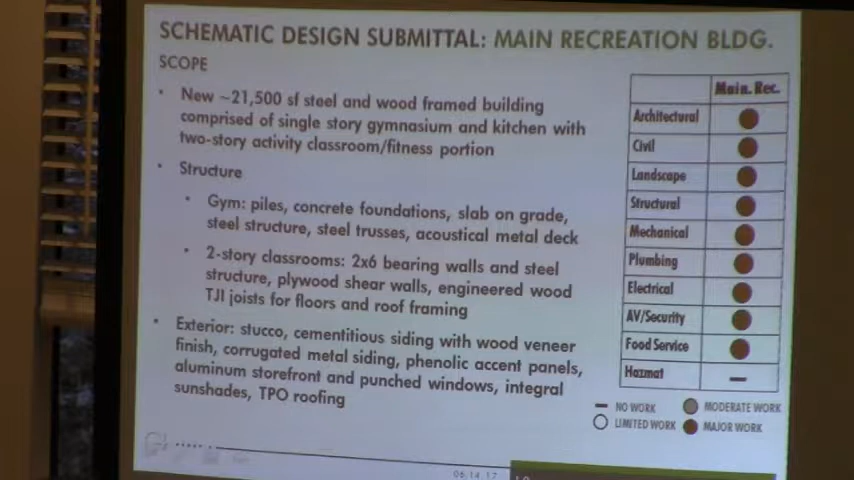 SCHEMATIC DESIGN SUBMITTAL: MAIN RECREATION BLDG.
SCOPE
• New ~21,500 sf steel and wood framed building
comprised of single story gymnasium and kitchen with
two-story activity classroom/fitness portion
• Structure
• Gym: piles, concrete foundations, slab on grade,
steel structure, steel trusses, acoustical metal deck
• 2-story classrooms: 2x6 bearing walls and steel
structure, plywood shear walls, engineered wood
TJI joists for floors and roof framing
• Exterior: stucco, cementitious siding with wood veneer
finish, corrugated metal siding, phenolic accent panels,
aluminum storefront and punched windows, integral
sunshades, TPO roofing
Main. Rec.
Architectural
Civil
Landscape
Structural
Mechanical
Plumbing
Electrical
AV/Security
Food Service
Hazmat
NO WORK
MODERATE WORK
LIMITED WORK
MAJOR WORK
06.14.17